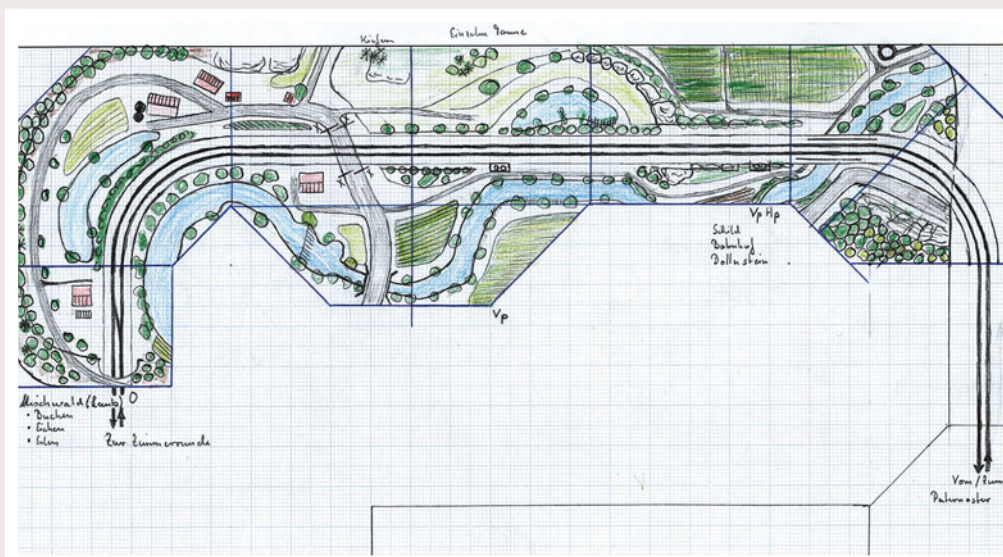 Kiefern
Einzelne Tanne
Vp Hp
Schild
Bahnhof
Dollnstein
Vp
Mischwald (Laub)
• Buchen
• Eichen
• Erlen
Zur Zimmerrunde
Vom/Zum
Paternoster